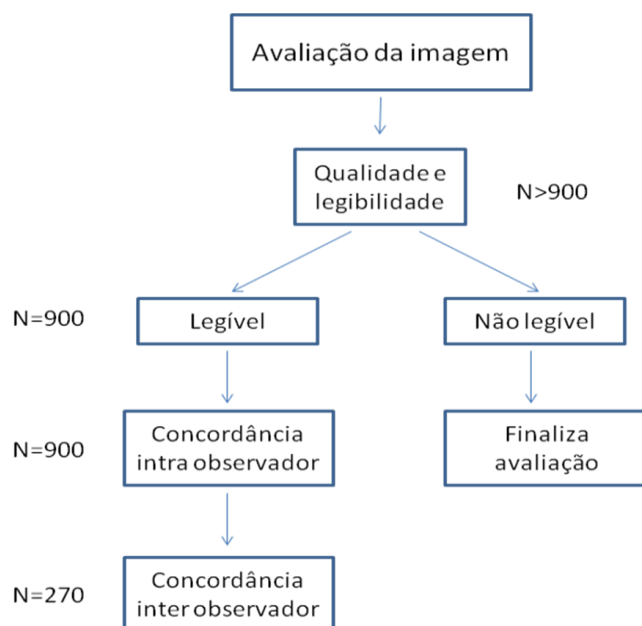 Avaliação da imagem
Qualidade e
legibilidade
N>900
N=900
Legível
Não legível
N=900
Concordância
intra observador
Finaliza
avaliação
N=270
Concordância
inter observador